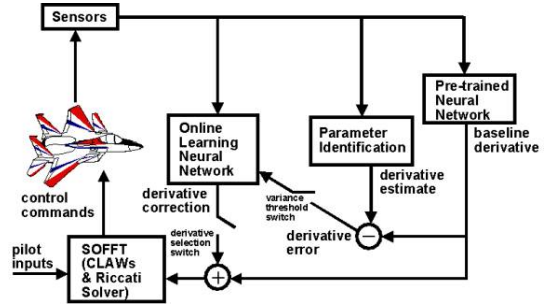 Sensors
Pre-trained
Neural
Network
Online
Learning
Neural
Network
Parameter
Identification
baseline
derivative
derivative
estimate
control
commands
derivative
correction
variance
threshold
switch
derivative
selection
switch
derivative
error
−
pilot
inputs
SOFFT
(CLAWs
& Riccati
Solver)
+